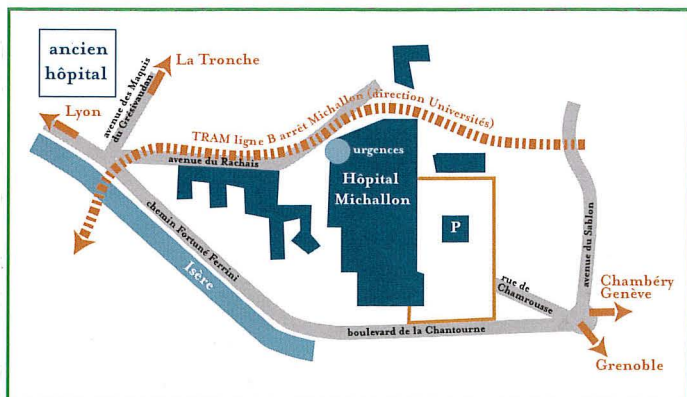 ancien
hôpital
La Tronche
avenue des Maquis
du Grésivaudan
Lyon
TRAM ligne B arrêt Michallon (direction Universités)
urgences
avenue du Rachais
Hôpital
Michallon
P
chemin Fortuné Ferrini
Isère
avenue du Sablon
rue de
Chamrousse
Chambéry
Genève
boulevard de la Chantourne
Grenoble